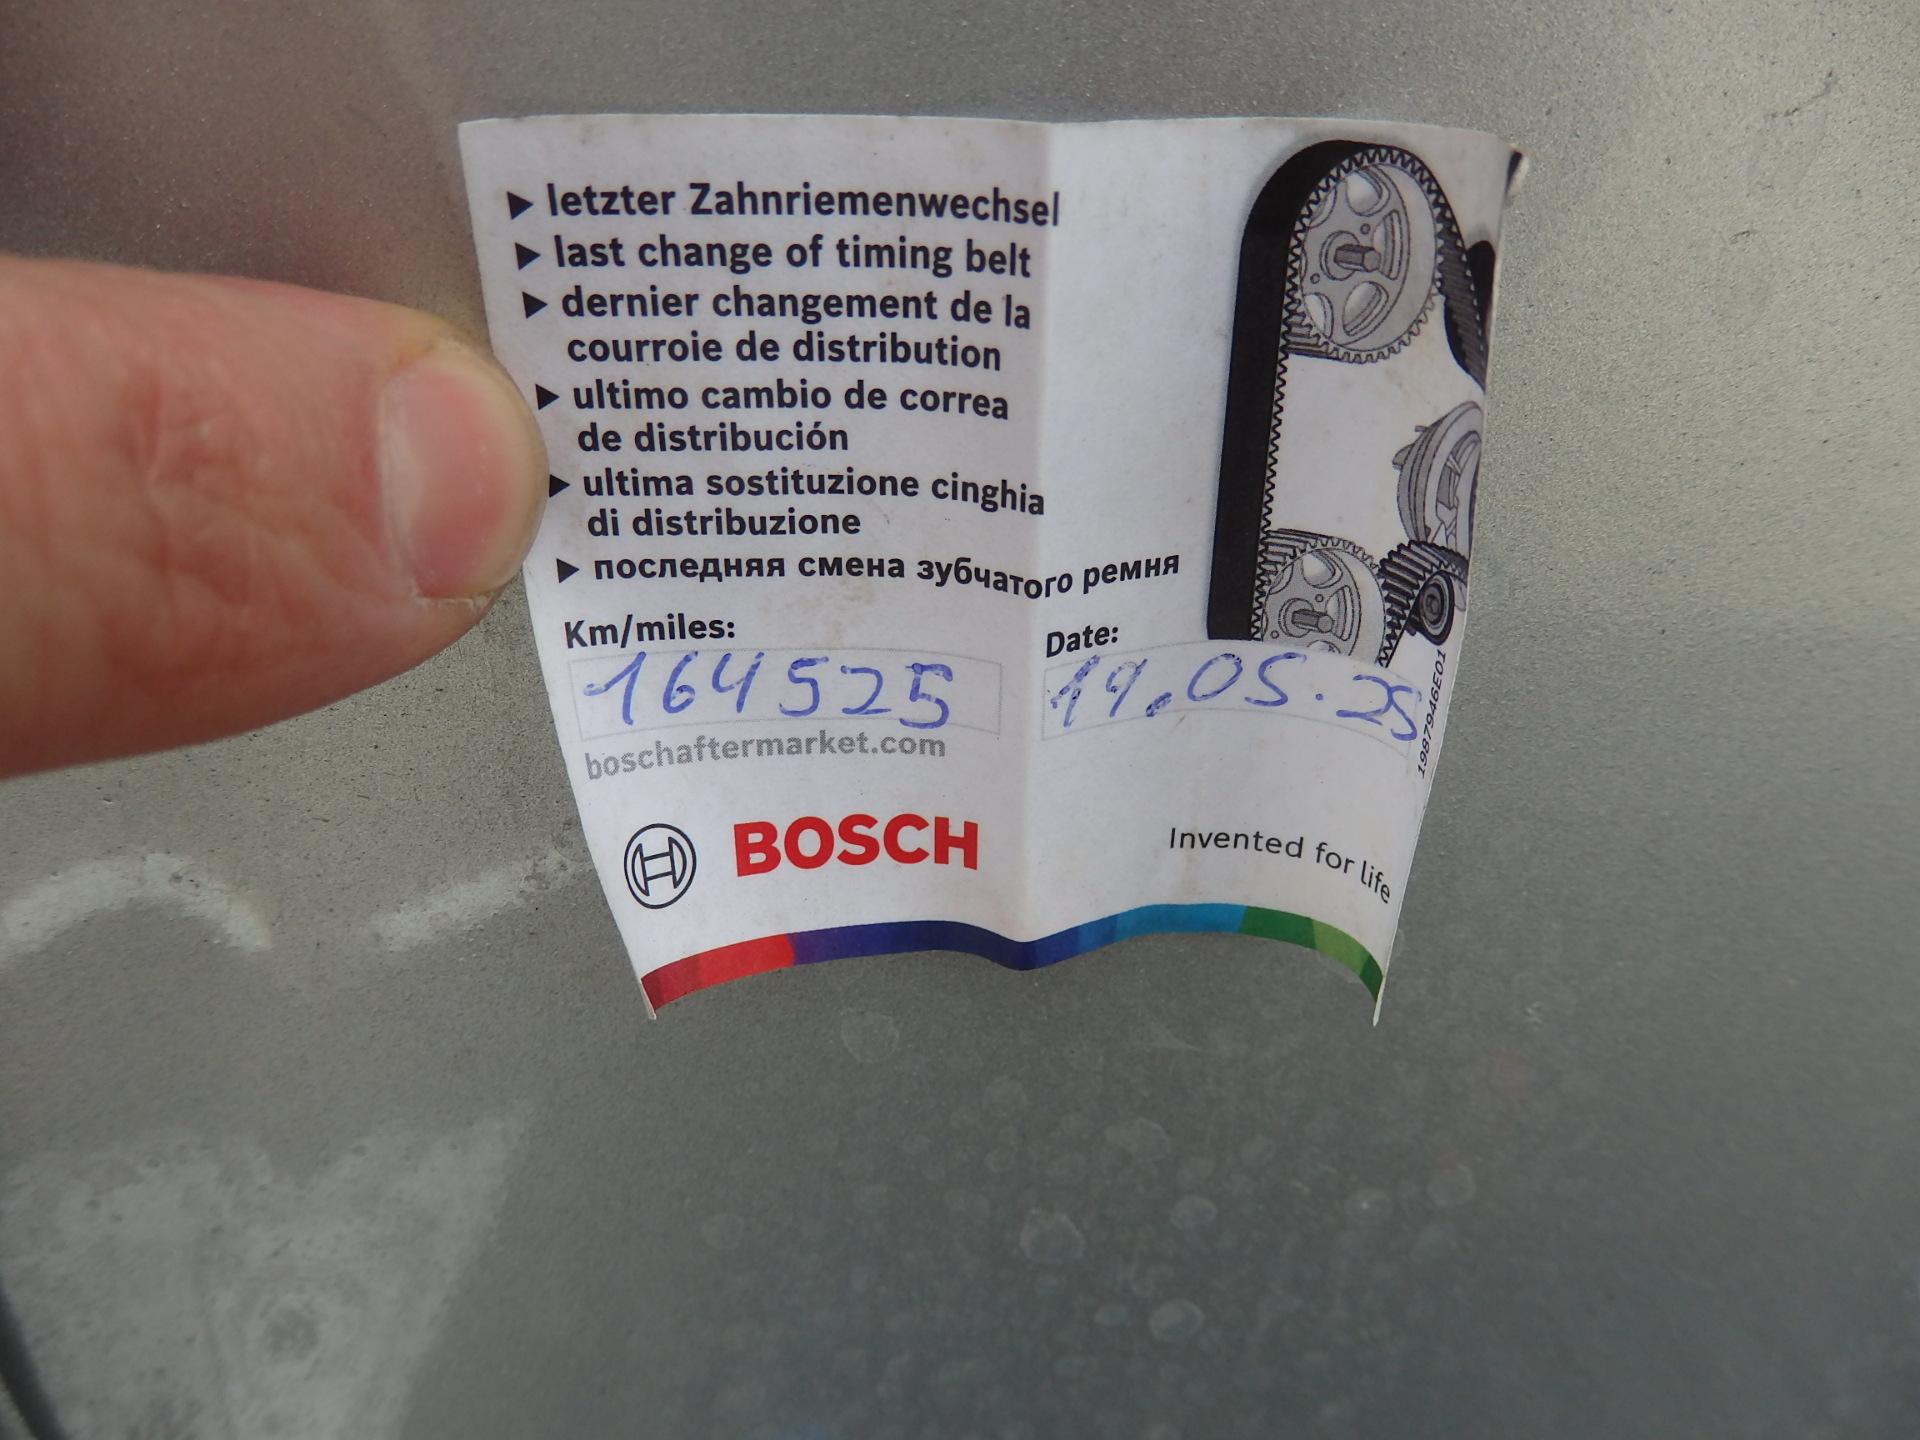 ▶ letzter Zahnriemenwechsel
▶ last change of timing belt
▶ dernier changement de la
courroie de distribution
▶ ultimo cambio de correa
de distribución
▶ ultima sostituzione cinghia
di distribuzione
▶ последняя смена зубчатого ремня
Km/miles:
164525
Date:
19.05.25
1987946E01
boschaftermarket.com
BOSCH
Invented for life